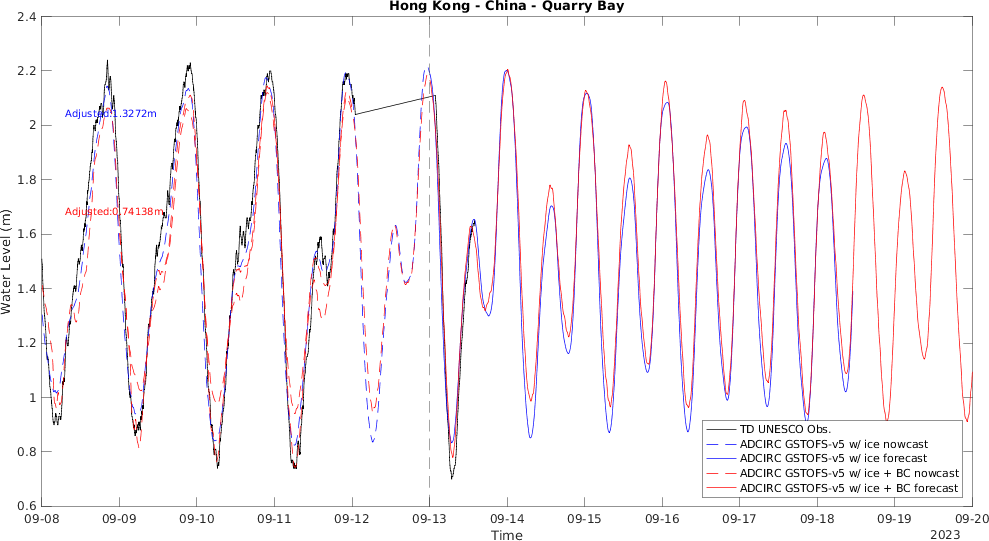 Hong Kong - China - Quarry Bay
2.4
2.2
2
1.8
1.6
1.4
1.2
1
0.8
0.6
Water Level (m)
Adjusted:1.3272m
Adjusted:0.74138m
TD UNESCO Obs.
ADCIRC GSTOFS-v5 w/ ice nowcast
ADCIRC GSTOFS-v5 w/ ice forecast
ADCIRC GSTOFS-v5 w/ ice + BC nowcast
ADCIRC GSTOFS-v5 w/ ice + BC forecast
09-08 09-09 09-10 09-11 09-12 09-13 09-14 09-15 09-16 09-17 09-18 09-19 09-20
Time
2023